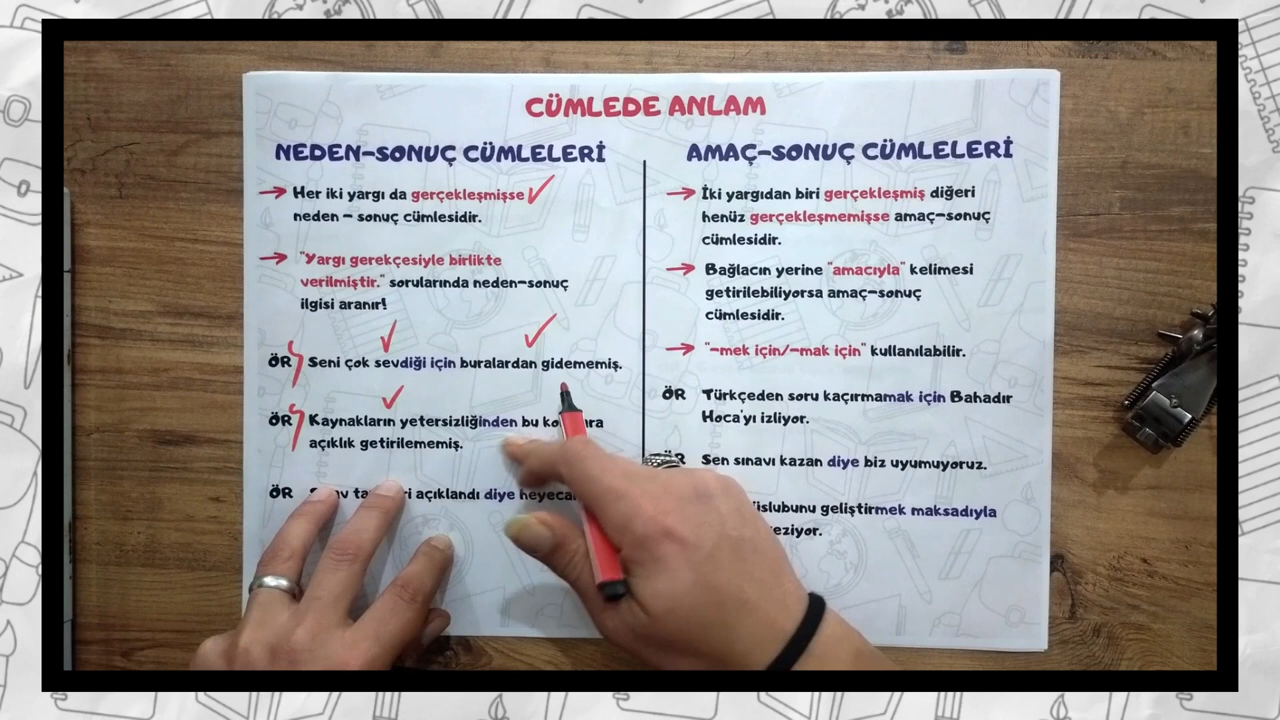 CÜMLEDE ANLAM
NEDEN-SONUÇ CÜMLELERİ
→ Her iki yargı da gerçekleşmişse
neden - sonuç cümlesidir.
→ "Yargı gerekçesiyle birlikte
verilmiştir." sorularında neden-sonuç
ilgisi aranır!
ÖR Seni çok sevdiği için buralardan gidememiş.
ÖR Kaynakların yetersizliğinden bu
açıklık getirilememiş.
ÖR açıklandı diye
AMAÇ-SONUÇ CÜMLELERİ
→ İki yargıdan biri gerçekleşmiş diğeri
henüz gerçekleşmemişse amaç-sonuç
cümlesidir.
→ Bağlacın yerine "amacıyla" kelimesi
getirilebiliyorsa amaç-sonuç
cümlesidir.
→ "-mek için/-mak için" kullanılabilir.
ÖR Türkçeden soru kaçırmamak için Bahadır
Hoca'yı izliyor.
ÖR Sen sınavı kazan diye biz uyumuyoruz.
geliştirmek maksadıyla